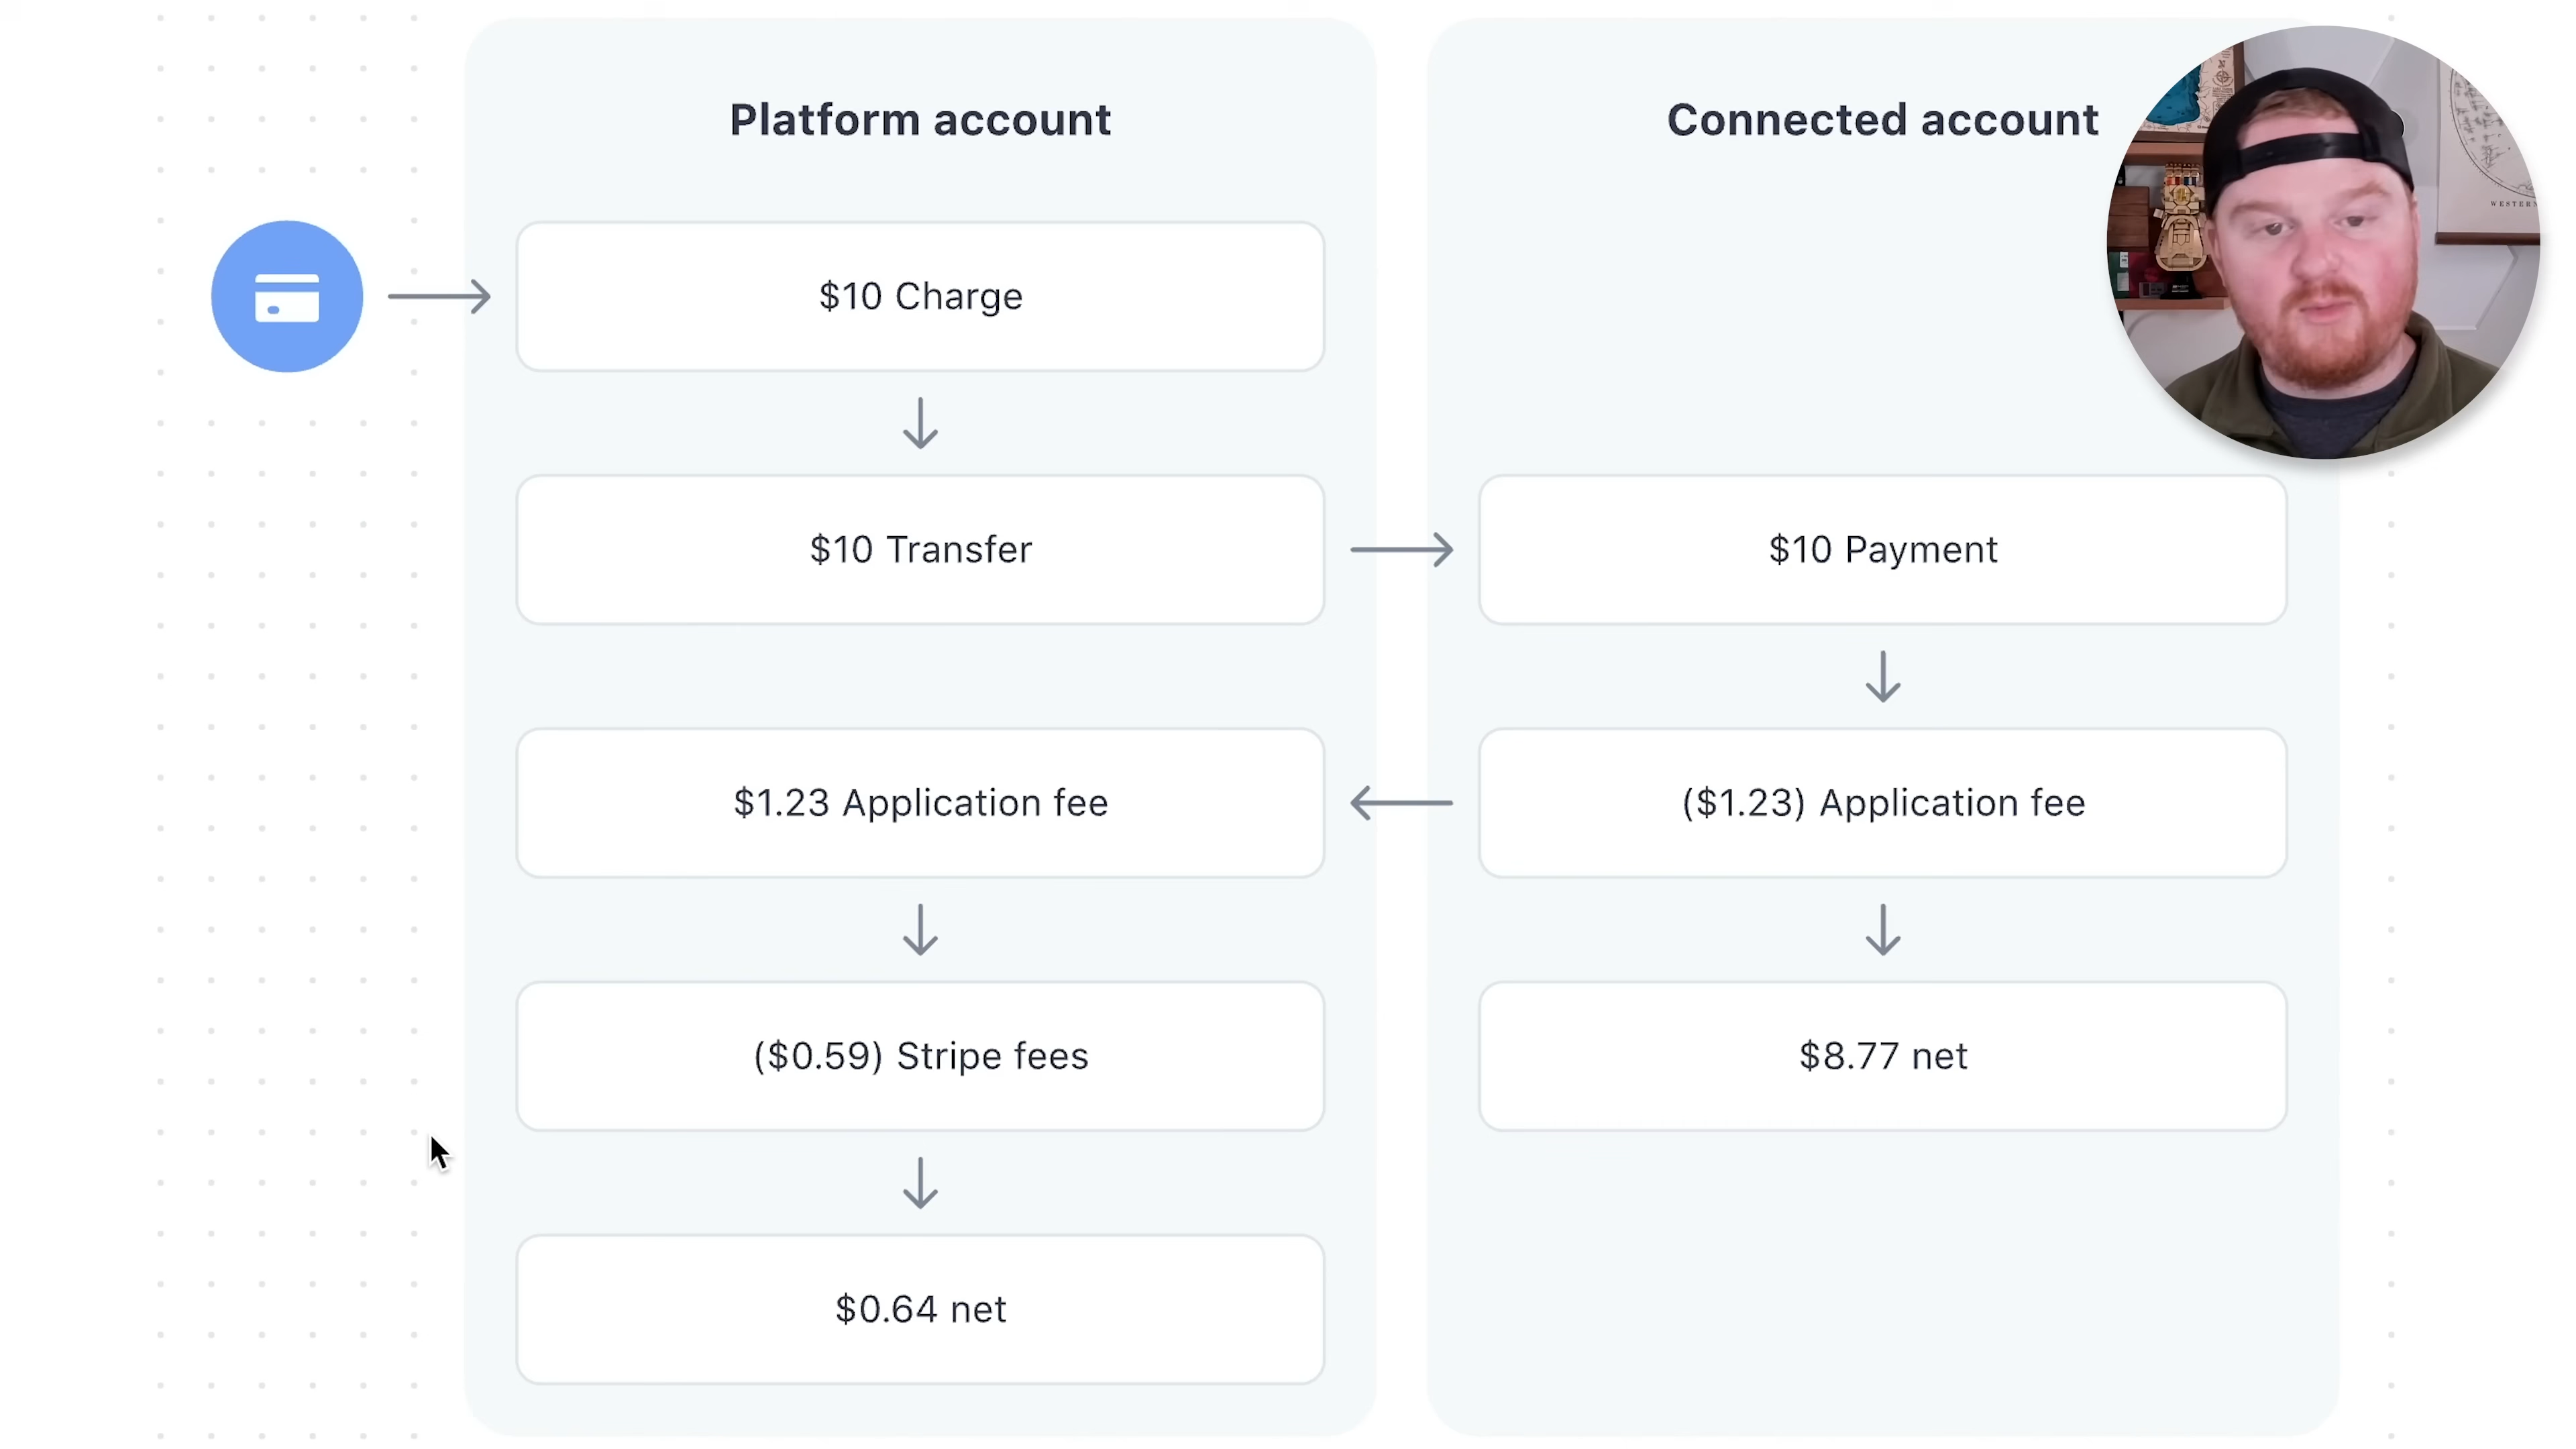 Platform account
Connected account
WESTERN
$10 Charge
$10 Transfer
$10 Payment
$1.23 Application fee
($1.23) Application fee
($0.59) Stripe fees
$8.77 net
$0.64 net